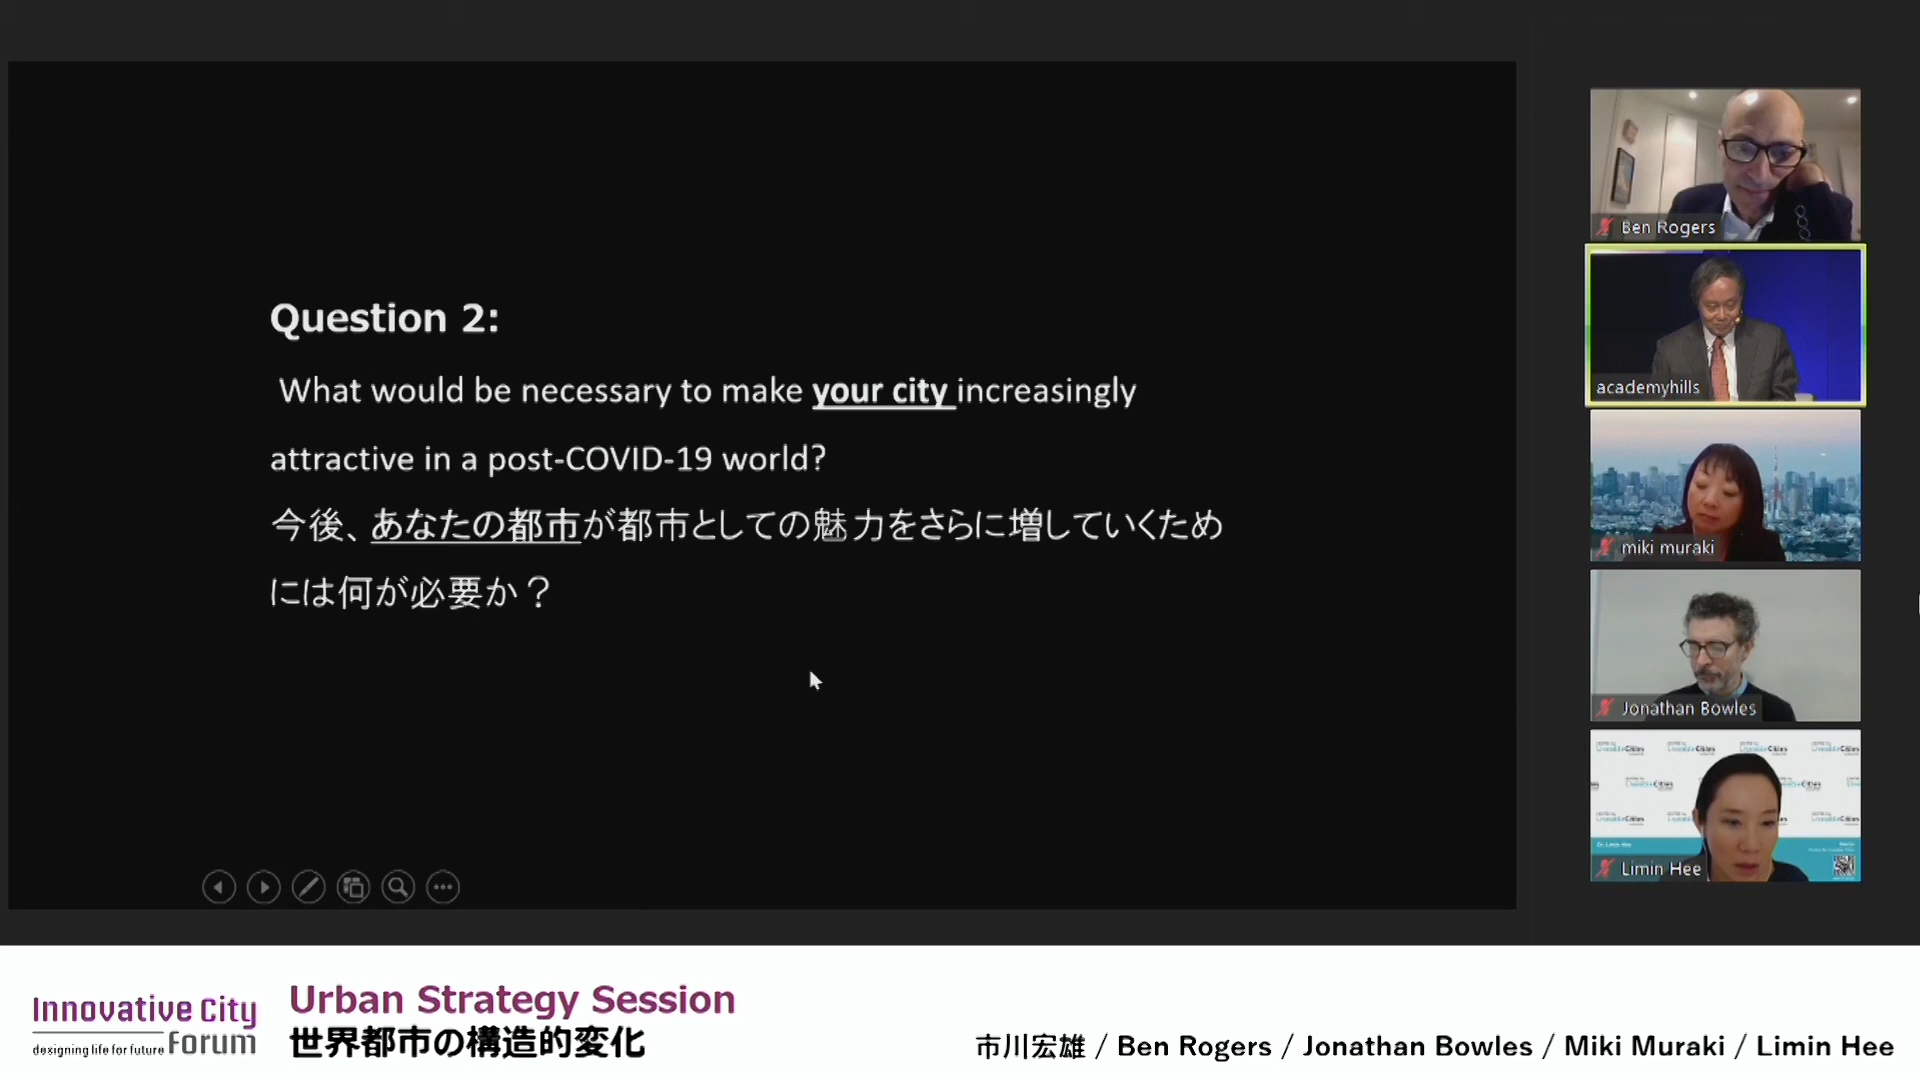 Question 2:
What would be necessary to make your city increasingly
attractive in a post-COVID-19 world?
今後、あなたの都市が都市としての魅力をさらに増していくため
には何が必要か？
Ben Rogers
academyhills
miki muraki
Jonathan Bowles
Limin Hee
Innovative City
Forum
designing life for future
Urban Strategy Session
世界都市の構造的変化
市川宏雄 / Ben Rogers / Jonathan Bowles / Miki Muraki / Limin Hee